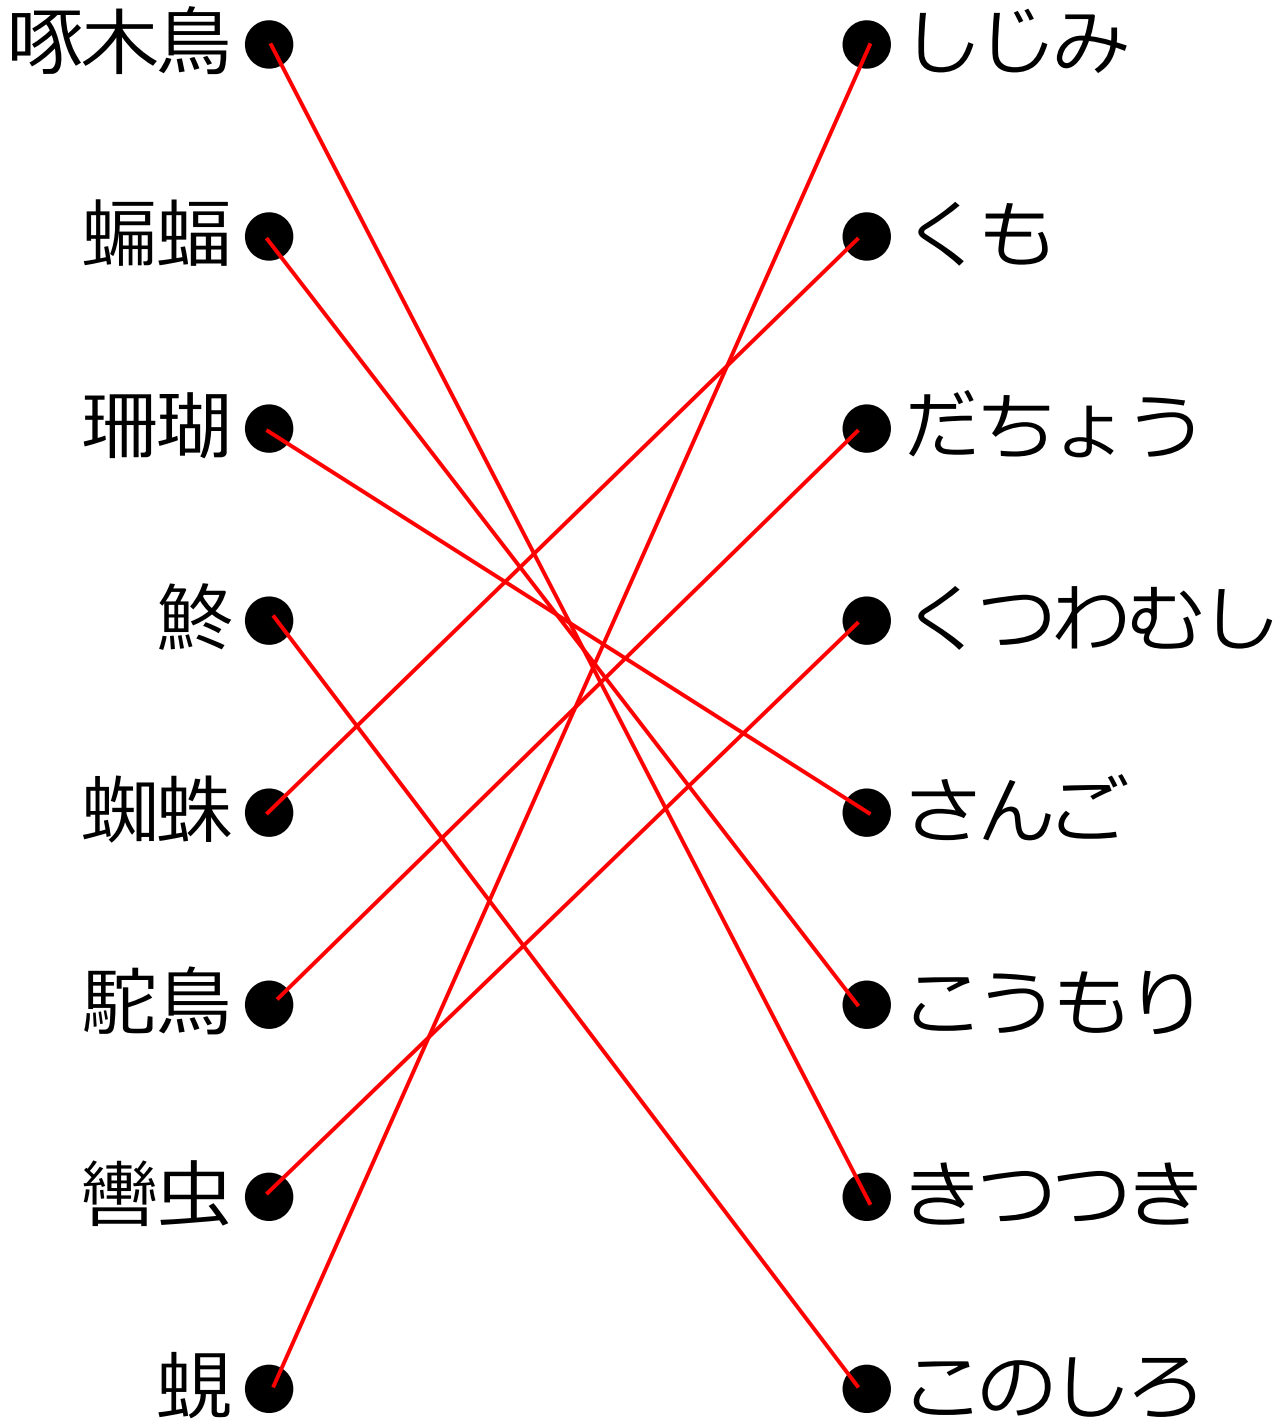 啄木鳥 しじみ
蝙蝠 くも
珊瑚 だちょう
鮗 くつわむし
蜘蛛 さんご
駝鳥 こうもり
轡虫 きつつき
蜆 このしろ